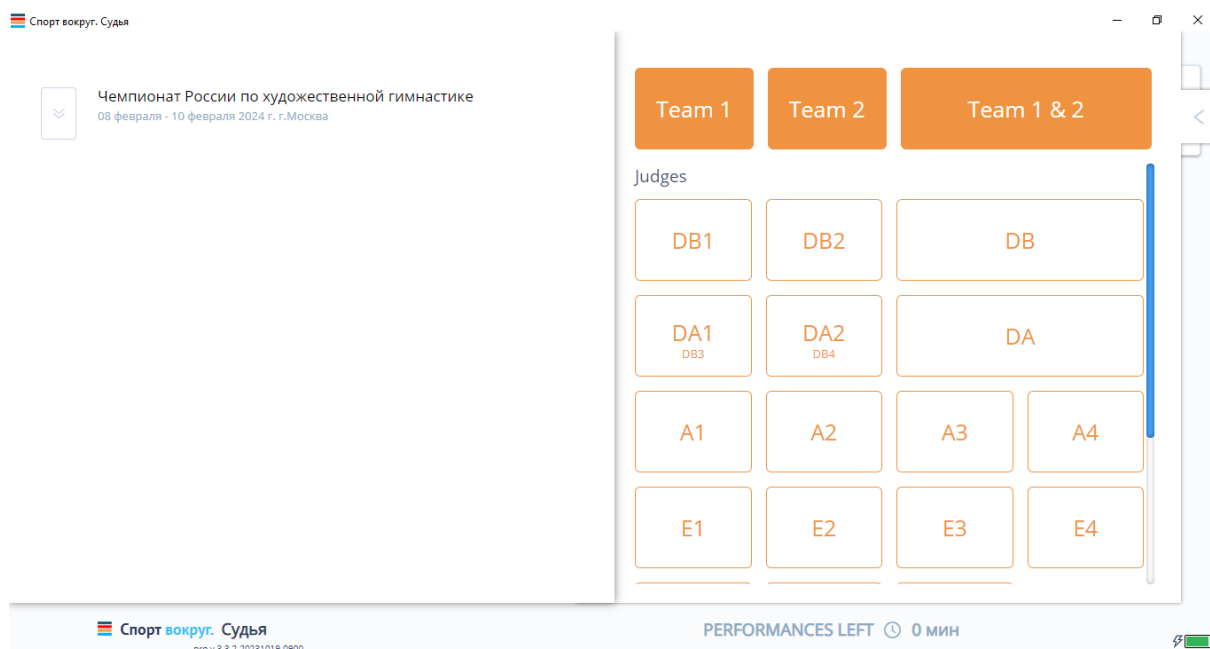 Спорт вокруг. Судья
Чемпионат России по художественной гимнастике
08 февраля - 10 февраля 2024 г. г.Москва
Team 1
Team 2
Team 1 & 2
Judges
DB1
DB2
DB
DA1
DB3
DA2
DB4
DA
A1
A2
A3
A4
E1
E2
E3
E4
Спорт вокруг. Судья
PERFORMANCES LEFT 0 мин